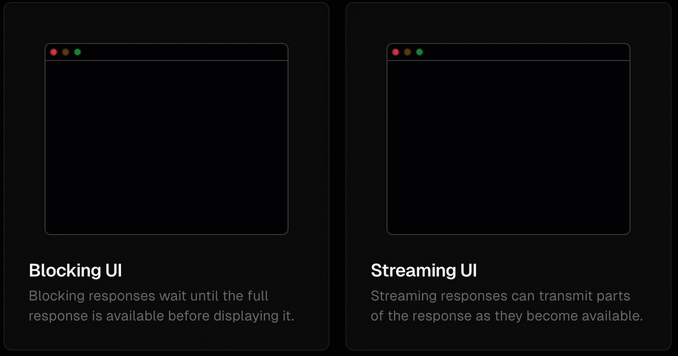 Blocking UI
Blocking responses wait until the full
response is available before displaying it.
Streaming UI
Streaming responses can transmit parts
of the response as they become available.